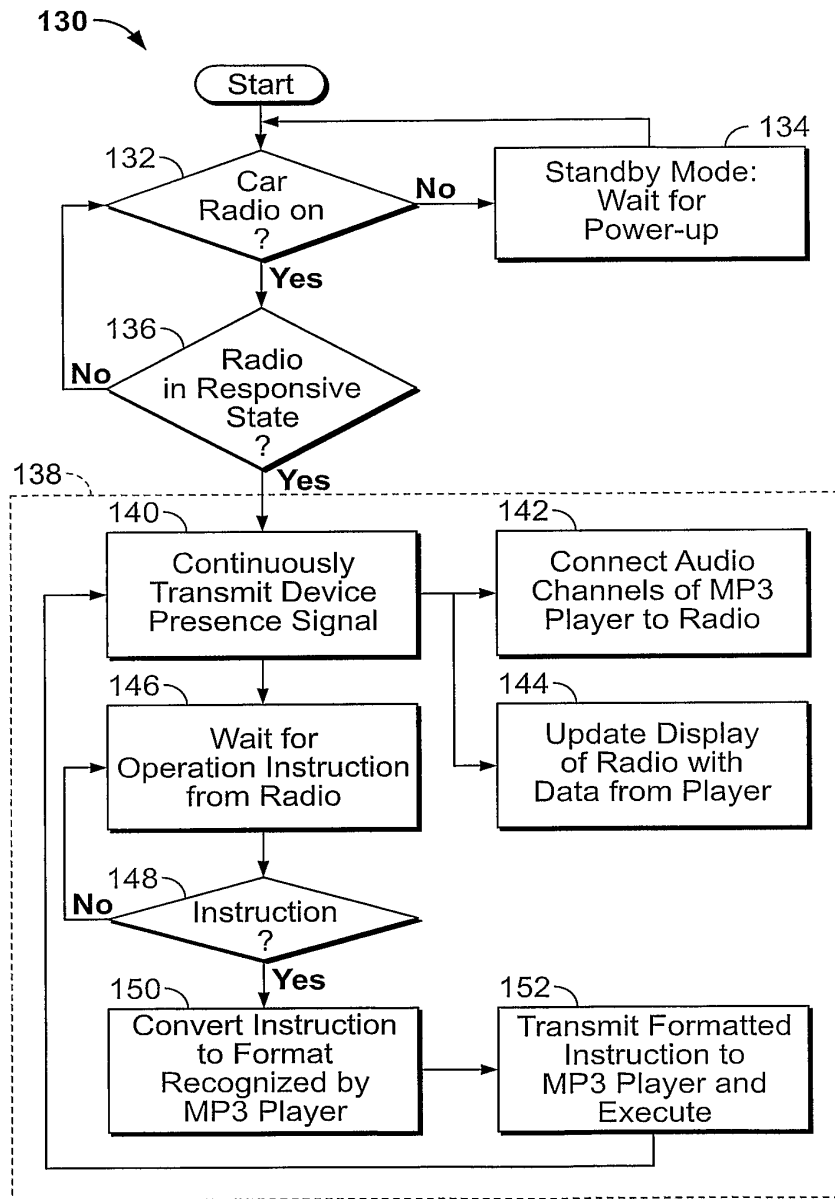 130
Start
132
Car
Radio on
?
No
134
Standby Mode:
Wait for
Power-up
Yes
136
Radio
in Responsive
State
?
No
Yes
138
140
Continuously
Transmit Device
Presence Signal
142
Connect Audio
Channels of MP3
Player to Radio
144
Update Display
of Radio with
Data from Player
146
Wait for
Operation Instruction
from Radio
148
Instruction
?
No
Yes
150
Convert Instruction
to Format
Recognized by
MP3 Player
152
Transmit Formatted
Instruction to
MP3 Player and
Execute